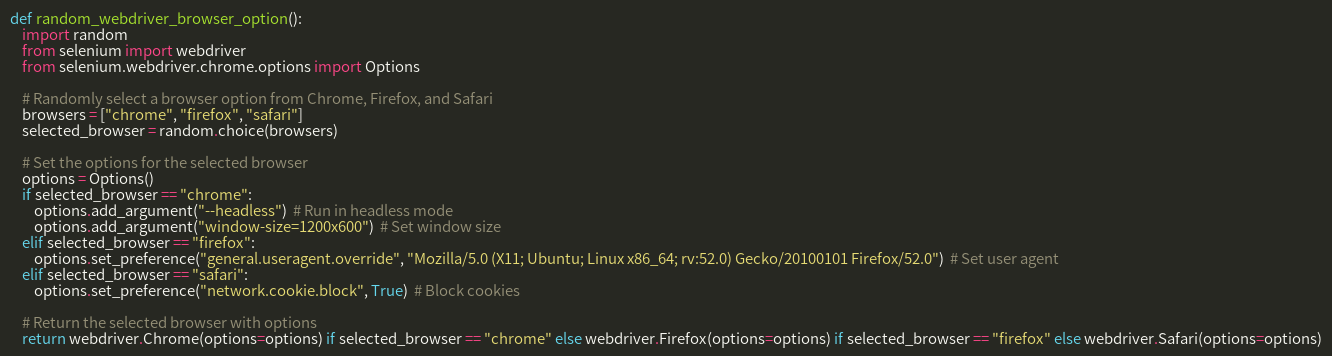 def random_webdriver_browser_option():
    import random
    from selenium import webdriver
    from selenium.webdriver.chrome.options import Options

    # Randomly select a browser option from Chrome, Firefox, and Safari
    browsers = ["chrome", "firefox", "safari"]
    selected_browser = random.choice(browsers)

    # Set the options for the selected browser
    options = Options()
    if selected_browser == "chrome":
        options.add_argument("--headless")  # Run in headless mode
        options.add_argument("window-size=1200x600")  # Set window size
    elif selected_browser == "firefox":
        options.set_preference("general.useragent.override", "Mozilla/5.0 (X11; Ubuntu; Linux x86_64; rv:52.0) Gecko/20100101 Firefox/52.0")  # Set user agent
    elif selected_browser == "safari":
        options.set_preference("network.cookie.block", True)  # Block cookies

    # Return the selected browser with options
    return webdriver.Chrome(options=options) if selected_browser == "chrome" else webdriver.Firefox(options=options) if selected_browser == "firefox" else webdriver.Safari(options=options)